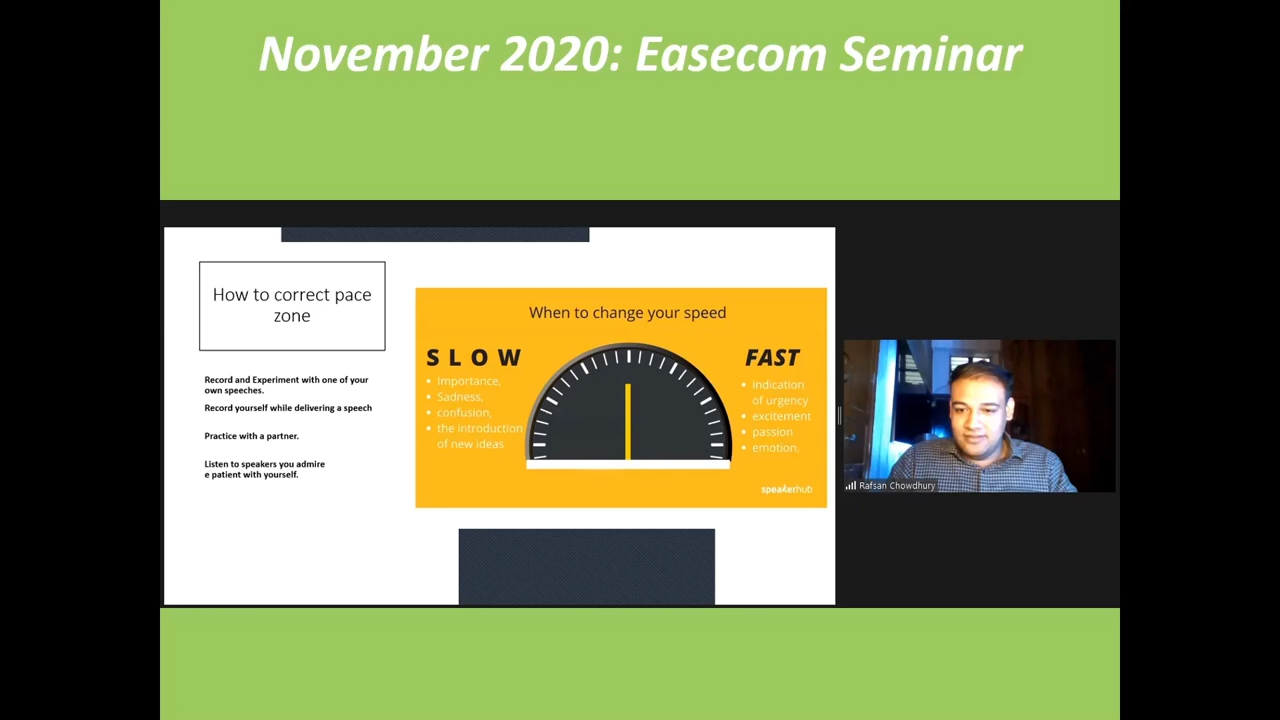 November 2020: Easecom Seminar
How to correct pace
zone
Record and Experiment with one of your
own speeches.
Record yourself while delivering a speech
Practice with a partner.
Listen to speakers you admire
e patient with yourself.
When to change your speed
SLOW
• Importance,
• Sadness,
• confusion,
• the introduction
of new ideas
FAST
• indication
of urgency
• excitement
• passion
• emotion.
speakerhub
Rafsan Chowdhury